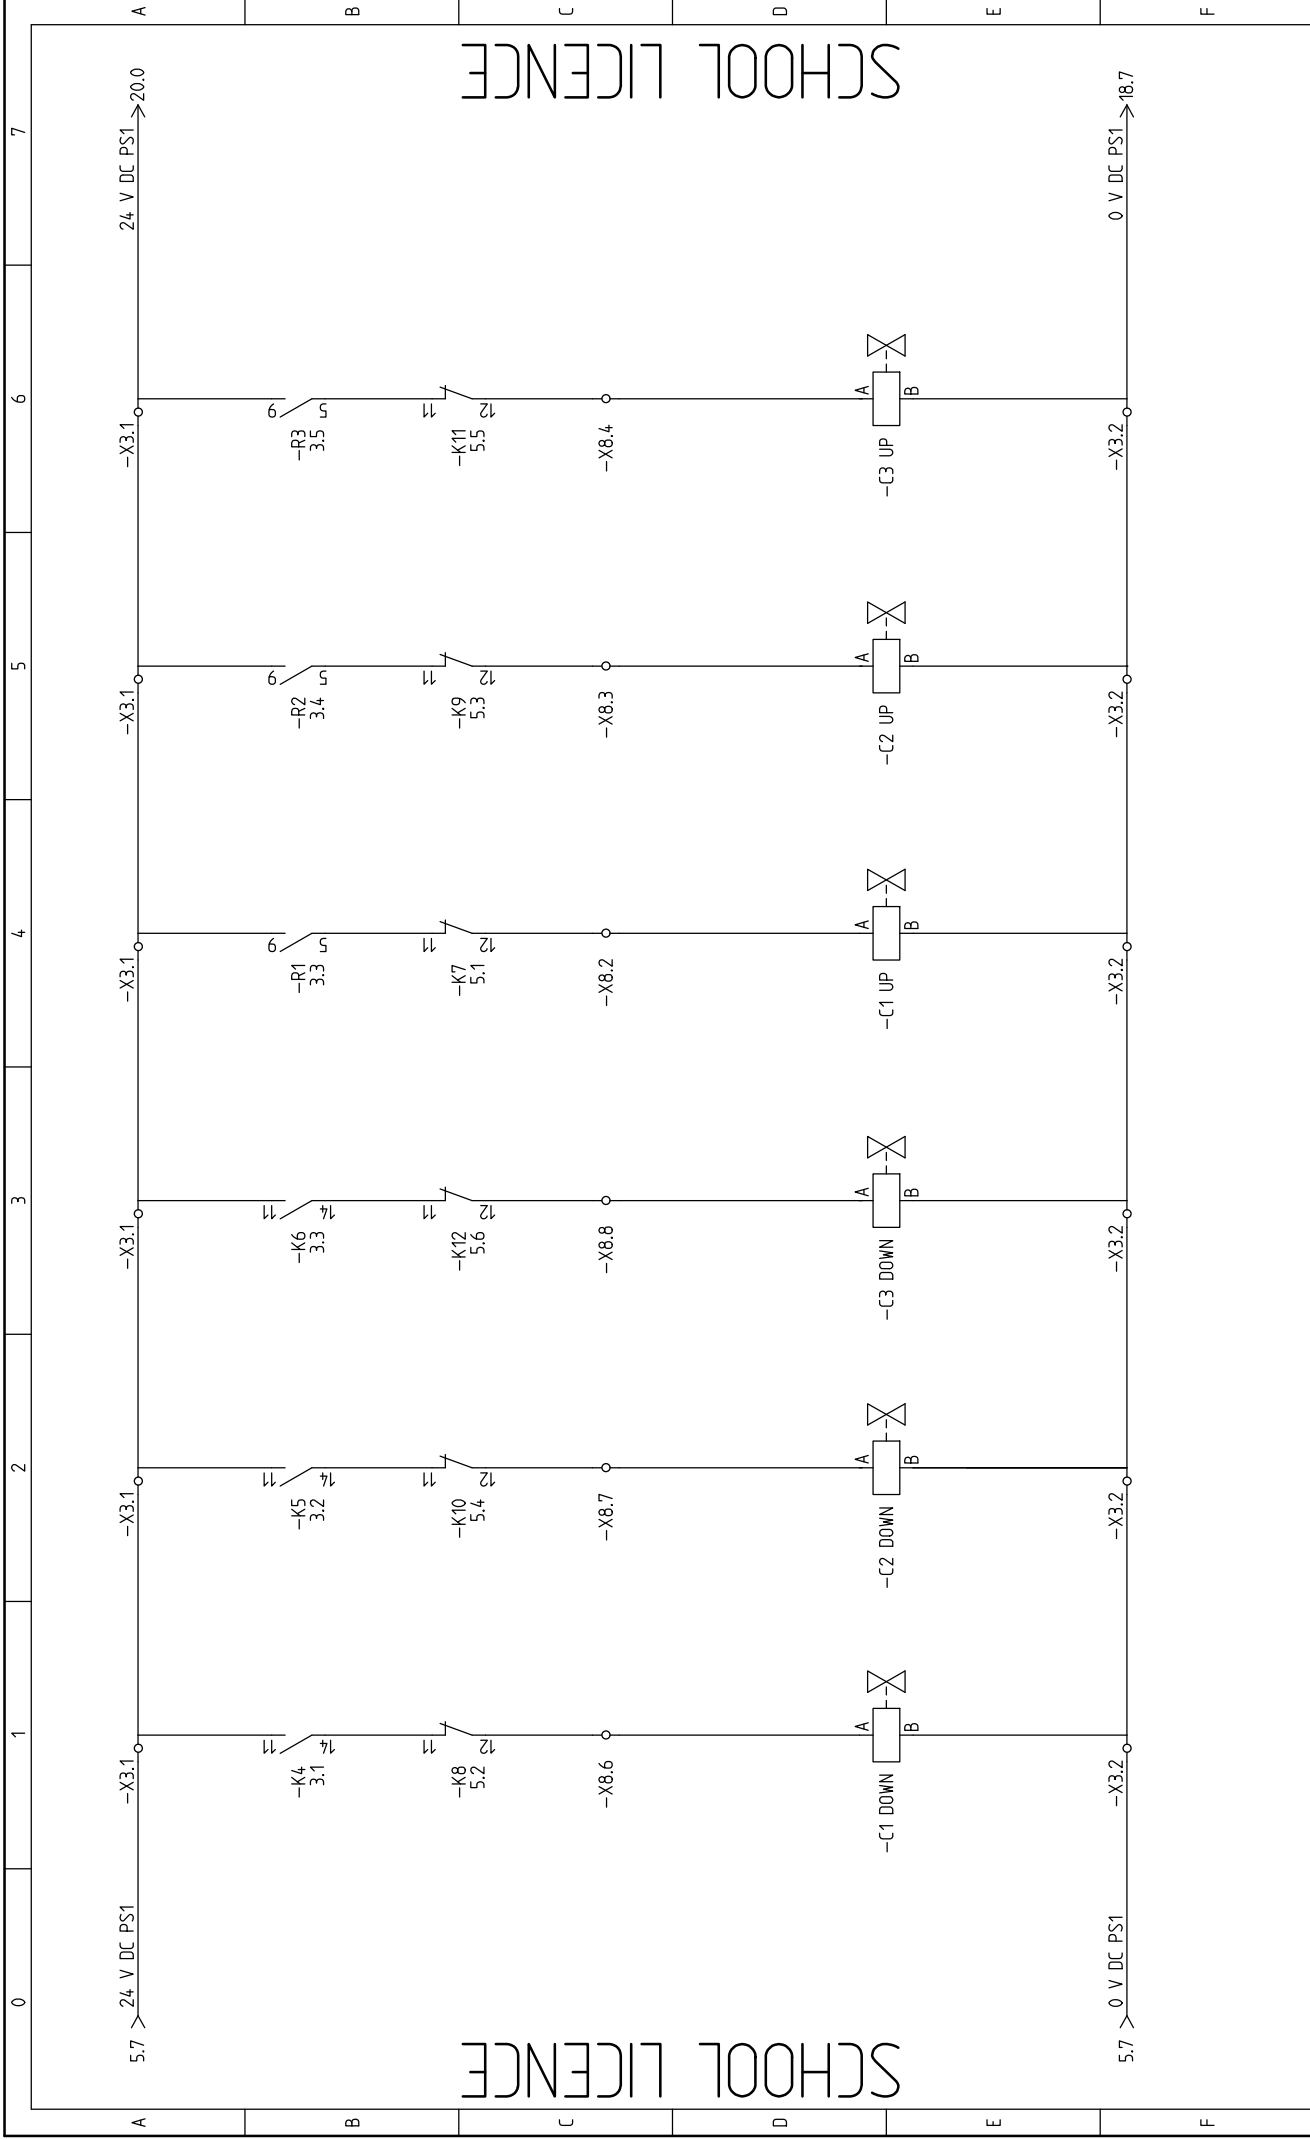 0 1 2 3 4 5 6 7
A A
5.7 24 V DC PS1 24 V DC PS1 20.0
-X3.1 -X3.1 -X3.1 -X3.1 -X3.1 -X3.1
B B
11 11 11 9 9 9
-K4 -K5 -K6 -R1 -R2 -R3
3.1 3.2 3.3 3.3 3.4 3.5
14 14 14 5 5 5
11 11 11 11 11 11
-K8 -K10 -K12 -K7 -K9 -K11
5.2 5.4 5.6 5.1 5.3 5.5
12 12 12 12 12 12
C C
SCHOOL LICENCE SCHOOL LICENCE
-X8.6 -X8.7 -X8.8 -X8.2 -X8.3 -X8.4
D D
A A A A A A
-C1 DOWN -C2 DOWN -C3 DOWN -C1 UP -C2 UP -C3 UP
B B B B B B
E E
5.7 0 V DC PS1 0 V DC PS1 18.7
-X3.2 -X3.2 -X3.2 -X3.2 -X3.2 -X3.2
F F